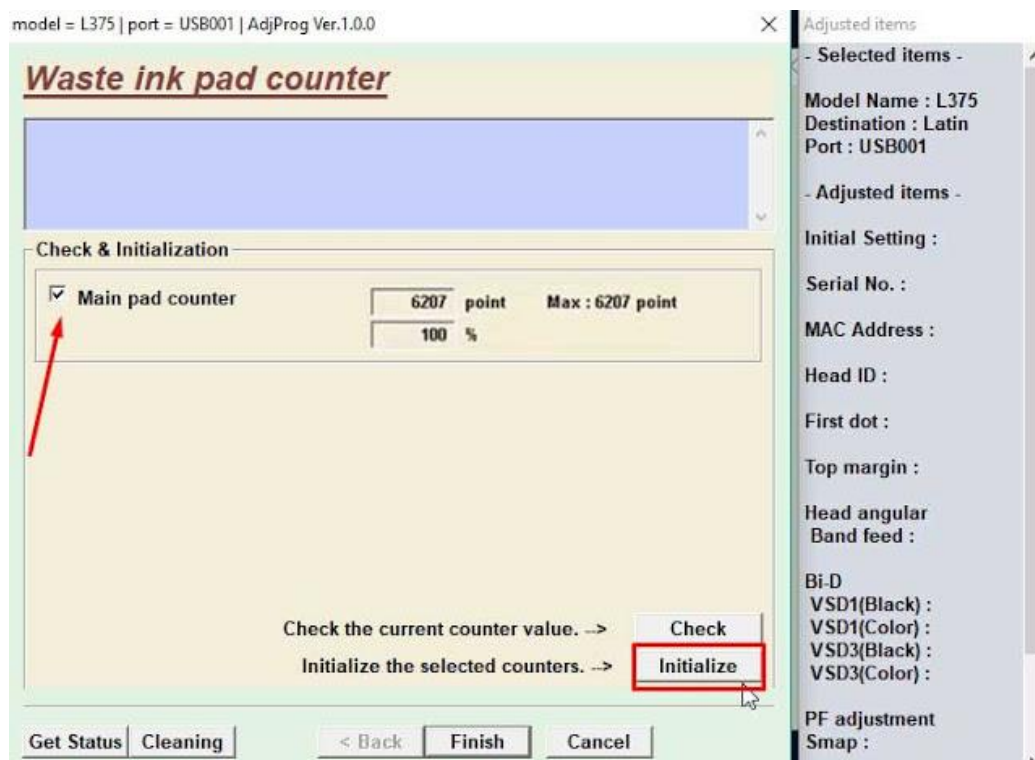 model = L375 | port = USB001 | AdjProg Ver.1.0.0
Waste ink pad counter
Check & Initialization
Main pad counter
6207 point Max : 6207 point
100 %
Check the current counter value. -->
Check
Initialize the selected counters. -->
Initialize
Get Status
Cleaning
< Back
Finish
Cancel
Adjusted items
- Selected items -
Model Name : L375
Destination : Latin
Port : USB001
- Adjusted items -
Initial Setting :
Serial No. :
MAC Address :
Head ID :
First dot :
Top margin :
Head angular
Band feed :
Bi-D
VSD1(Black) :
VSD1(Color) :
VSD3(Black) :
VSD3(Color) :
PF adjustment
Smap :